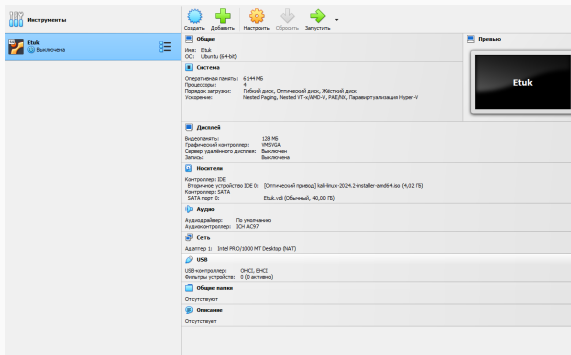 Инструменты
Создать Добавить Настроить Сбросить Запустить
Etuk
Выключена
Общие
Имя: Etuk
ОС: Ubuntu (64-bit)
Превью
Etuk
Система
Оперативная память: 6144 МБ
Процессоры: 4
Порядок загрузки: Гибкий диск, Оптический диск, Жёсткий диск
Ускорение: Nested Paging, Nested VT-x/AMD-V, PAE/NX, Паравиртуализация Hyper-V
Дисплей
Видеопамять: 128 МБ
Графический контроллер: VMSVGA
Сервер удалённого дисплея: Выключен
Запись: Выключена
Носители
Контроллер: IDE
Вторичное устройство IDE 0: [Оптический привод] kali-linux-2024.2-installer-amd64.iso (4,02 ГБ)
Контроллер: SATA
SATA порт 0: Etuk.vdi (Обычный, 40,00 ГБ)
Аудио
Аудиодрайвер: По умолчанию
Аудиоконтроллер: ICH AC97
Сеть
Адаптер 1: Intel PRO/1000 MT Desktop (NAT)
USB
USB-контроллер: OHCI, EHCI
Фильтры устройств: 0 (0 активно)
Общие папки
Отсутствуют
Описание
Отсутствует